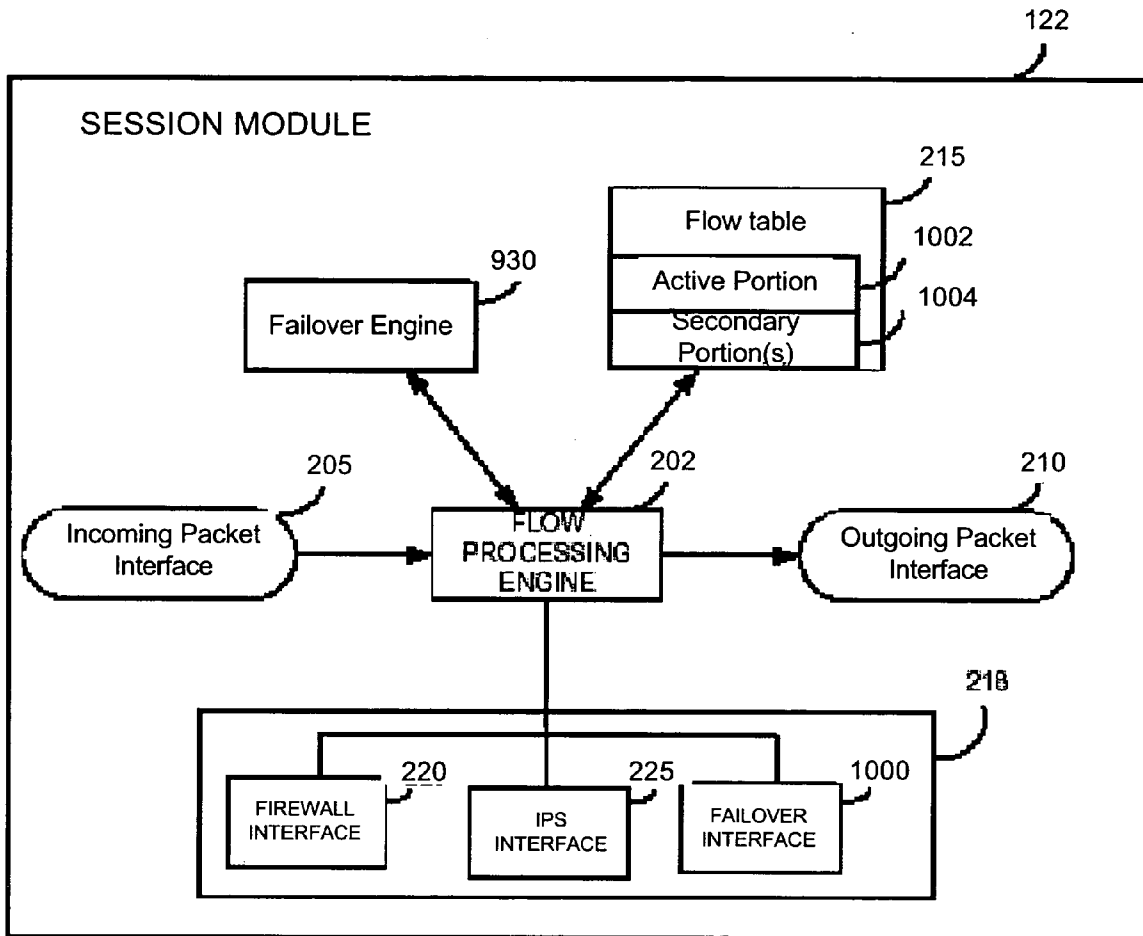 122
SESSION MODULE
215
Flow table
1002
930
Active Portion
1004
Failover Engine
Secondary
Portion(s)
205
202
210
Incoming Packet
Interface
FLOW
PROCESSING
ENGINE
Outgoing Packet
Interface
218
220
225
1000
FIREWALL
INTERFACE
IPS
INTERFACE
FAILOVER
INTERFACE